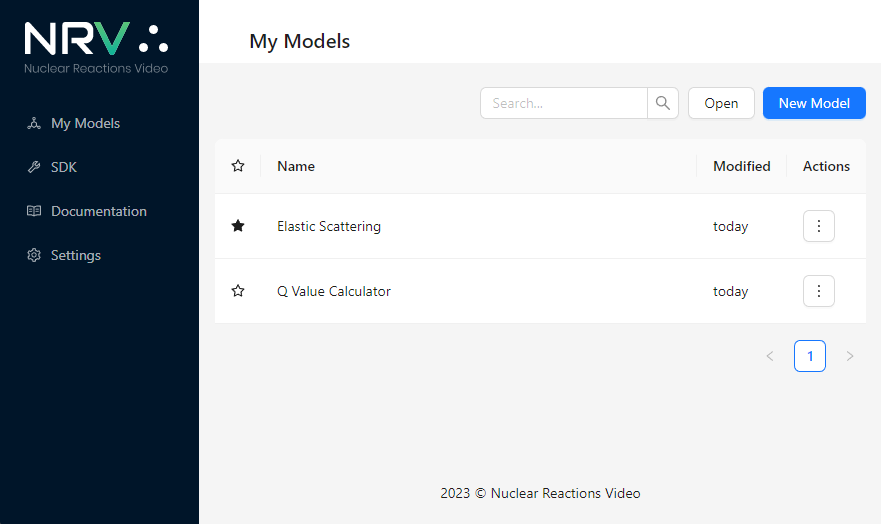 NRV
Nuclear Reactions Video
My Models
SDK
Documentation
Settings
My Models
Search...
Open
New Model
Name
Modified
Actions
Elastic Scattering
today
Q Value Calculator
today
1
2023 © Nuclear Reactions Video